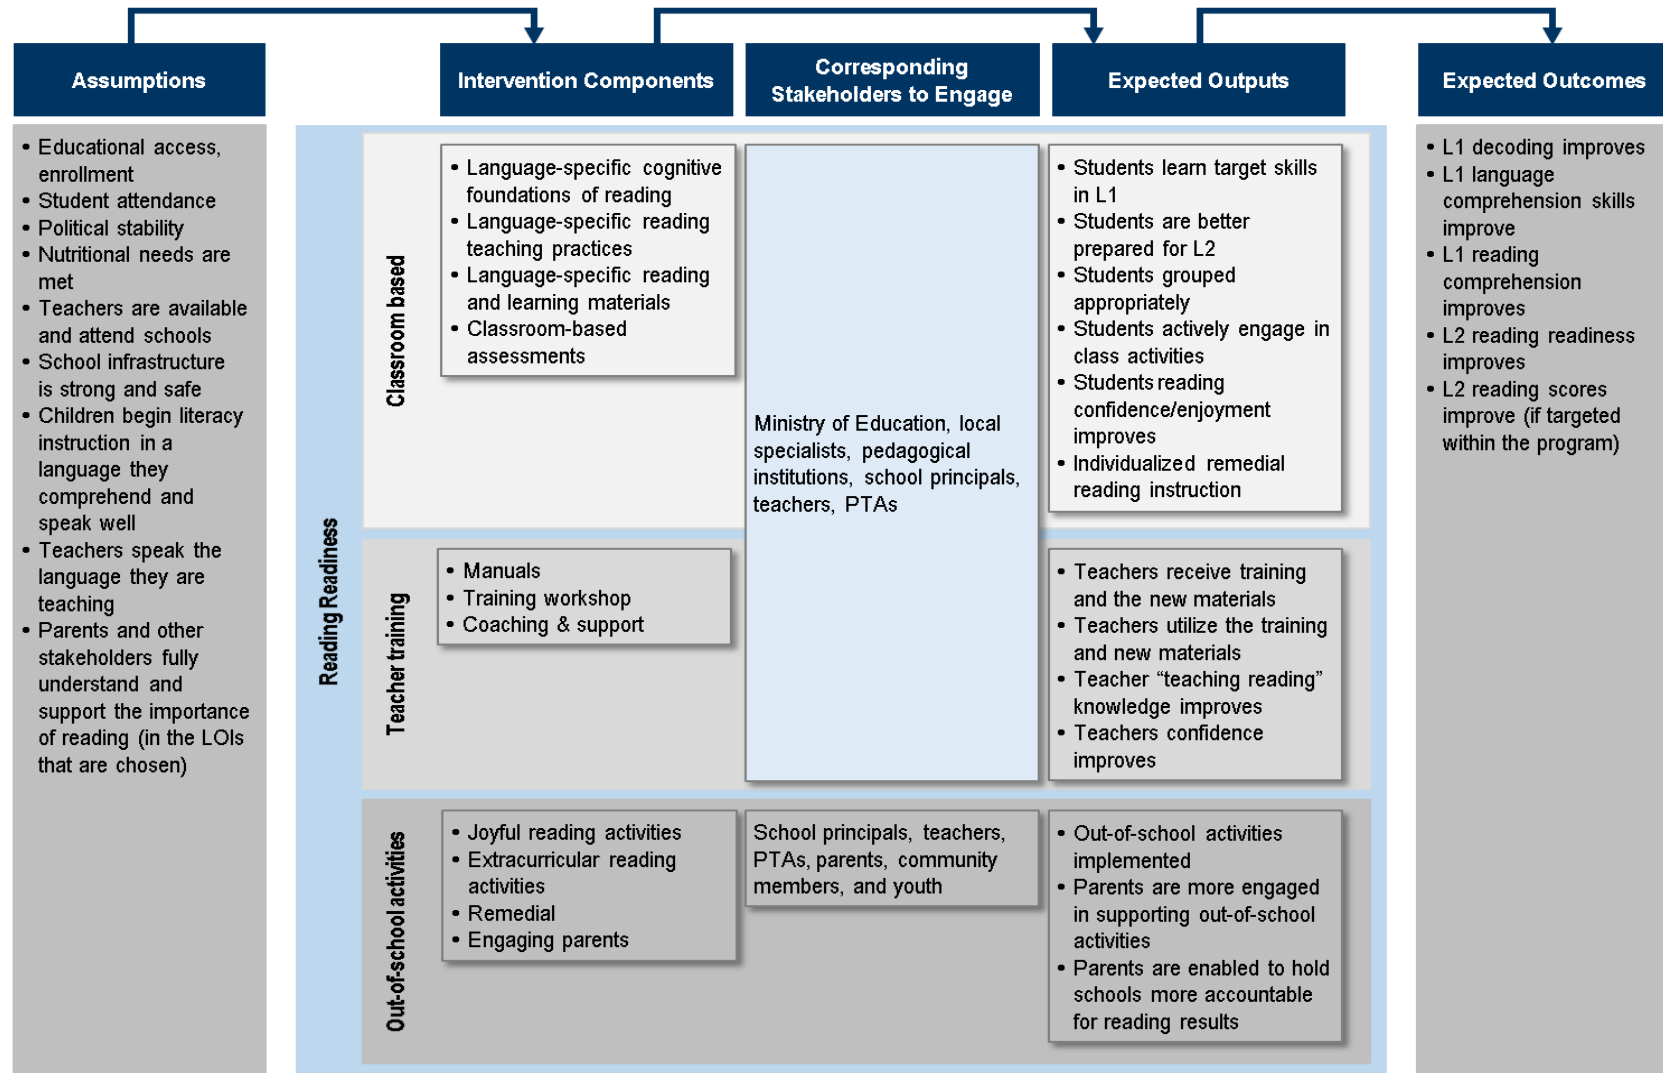 Assumptions
Intervention Components
Corresponding
Stakeholders to Engage
Expected Outputs
Expected Outcomes
• Educational access,
enrollment
• Student attendance
• Political stability
• Nutritional needs are
met
• Teachers are available
and attend schools
• School infrastructure
is strong and safe
• Children begin literacy
instruction in a
language they
comprehend and
speak well
• Teachers speak the
language they are
teaching
• Parents and other
stakeholders fully
understand and
support the importance
of reading (in the LOIs
that are chosen)
Reading Readiness
Classroom based
• Language-specific cognitive
foundations of reading
• Language-specific reading
teaching practices
• Language-specific reading
and learning materials
• Classroom-based
assessments
Ministry of Education, local
specialists, pedagogical
institutions, school principals,
teachers, PTAs
• Students learn target skills
in L1
• Students are better
prepared for L2
• Students grouped
appropriately
• Students actively engage in
class activities
• Students reading
confidence/enjoyment
improves
• Individualized remedial
reading instruction
Teacher training
• Manuals
• Training workshop
• Coaching & support
• Teachers receive training
and the new materials
• Teachers utilize the training
and new materials
• Teacher “teaching reading”
knowledge improves
• Teachers confidence
improves
Out-of-school activities
• Joyful reading activities
• Extracurricular reading
activities
• Remedial
• Engaging parents
School principals, teachers,
PTAs, parents, community
members, and youth
• Out-of-school activities
implemented
• Parents are more engaged
in supporting out-of-school
activities
• Parents are enabled to hold
schools more accountable
for reading results
• L1 decoding improves
• L1 language
comprehension skills
improve
• L1 reading
comprehension
improves
• L2 reading readiness
improves
• L2 reading scores
improve (if targeted
within the program)